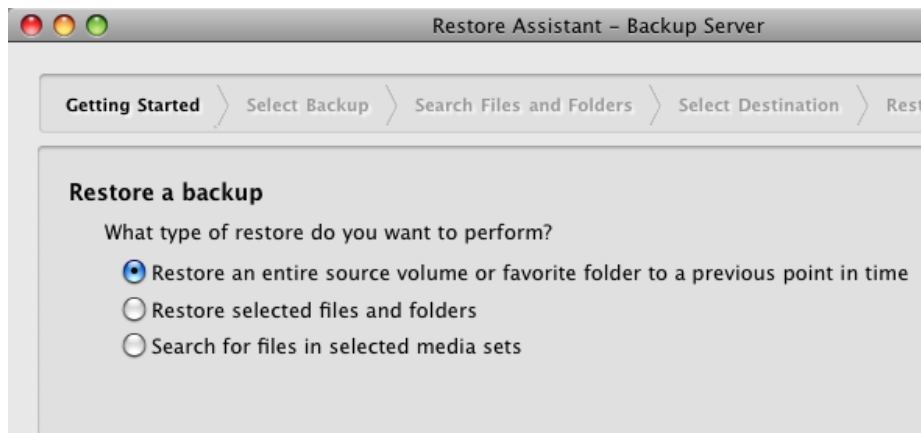 Restore Assistant – Backup Server
Getting Started Select Backup Search Files and Folders Select Destination Rest
Restore a backup
What type of restore do you want to perform?
Restore an entire source volume or favorite folder to a previous point in time
Restore selected files and folders
Search for files in selected media sets